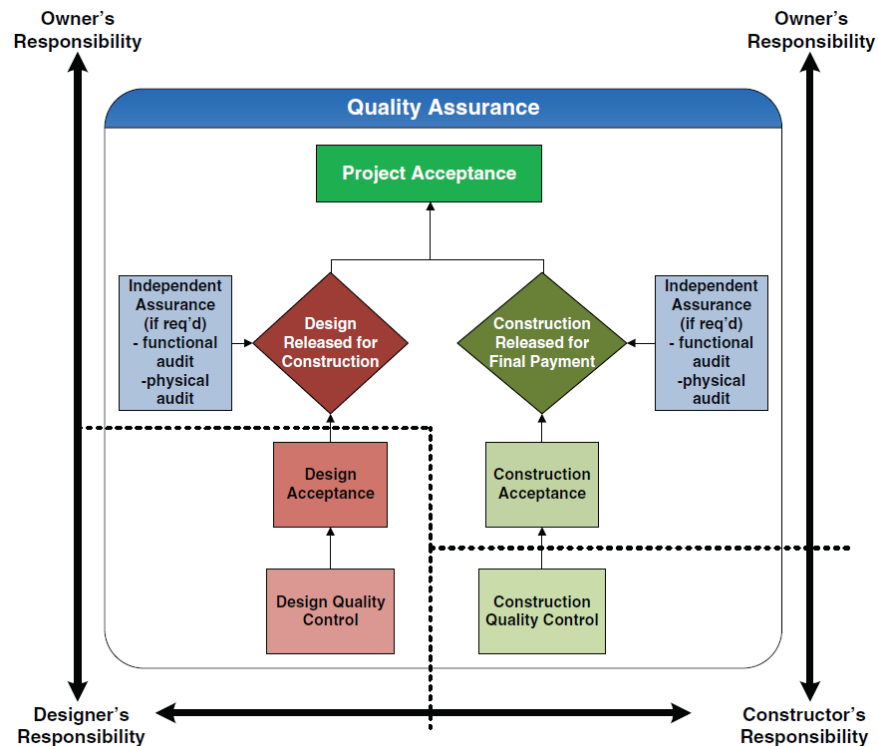 Owner's
Responsibility
Owner's
Responsibility
Quality Assurance
Project Acceptance
Independent
Assurance
(if req'd)
- functional
audit
-physical
audit
Design
Released for
Construction
Construction
Released for
Final Payment
Independent
Assurance
(if req'd)
- functional
audit
-physical
audit
Design
Acceptance
Construction
Acceptance
Design Quality
Control
Construction
Quality Control
Designer's
Responsibility
Constructor's
Responsibility